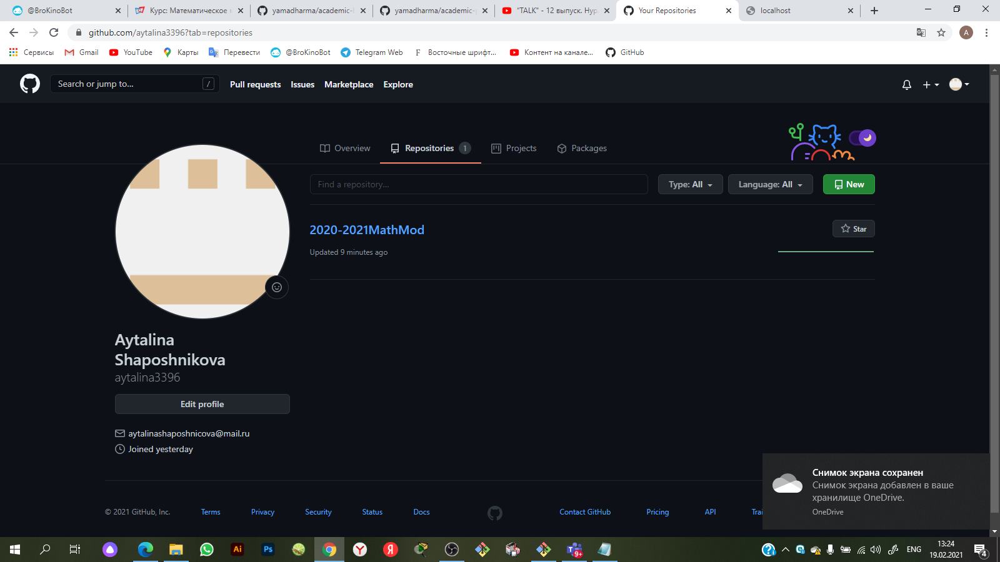 @BroKinoBot
Курс: Математическое
yamadharma/academic-
yamadharma/academic-
"TALK" - 12 выпуск. Нур
Your Repositories
localhost
github.com/aytalina3396?tab=repositories
A
Сервисы
Gmail
YouTube
Карты
Перевести
@BroKinoBot
Telegram Web
F Восточные шрифт...
Контент на канале...
GitHub
Search or jump to...
/
Pull requests
Issues
Marketplace
Explore
Overview
Repositories 1
Projects
Packages
Find a repository...
Type: All
Language: All
New
2020-2021MathMod
Star
Updated 9 minutes ago
Aytalina
Shaposhnikova
aytalina3396
Edit profile
aytalinashaposhnicova@mail.ru
Joined yesterday
Снимок экрана сохранен
Снимок экрана добавлен в ваше
хранилище OneDrive.
OneDrive
© 2021 GitHub, Inc.
Terms
Privacy
Security
Status
Docs
Contact GitHub
Pricing
API
Trai
Ai
Ps
Y
Я
9+
ENG
13:24
19.02.2021
4